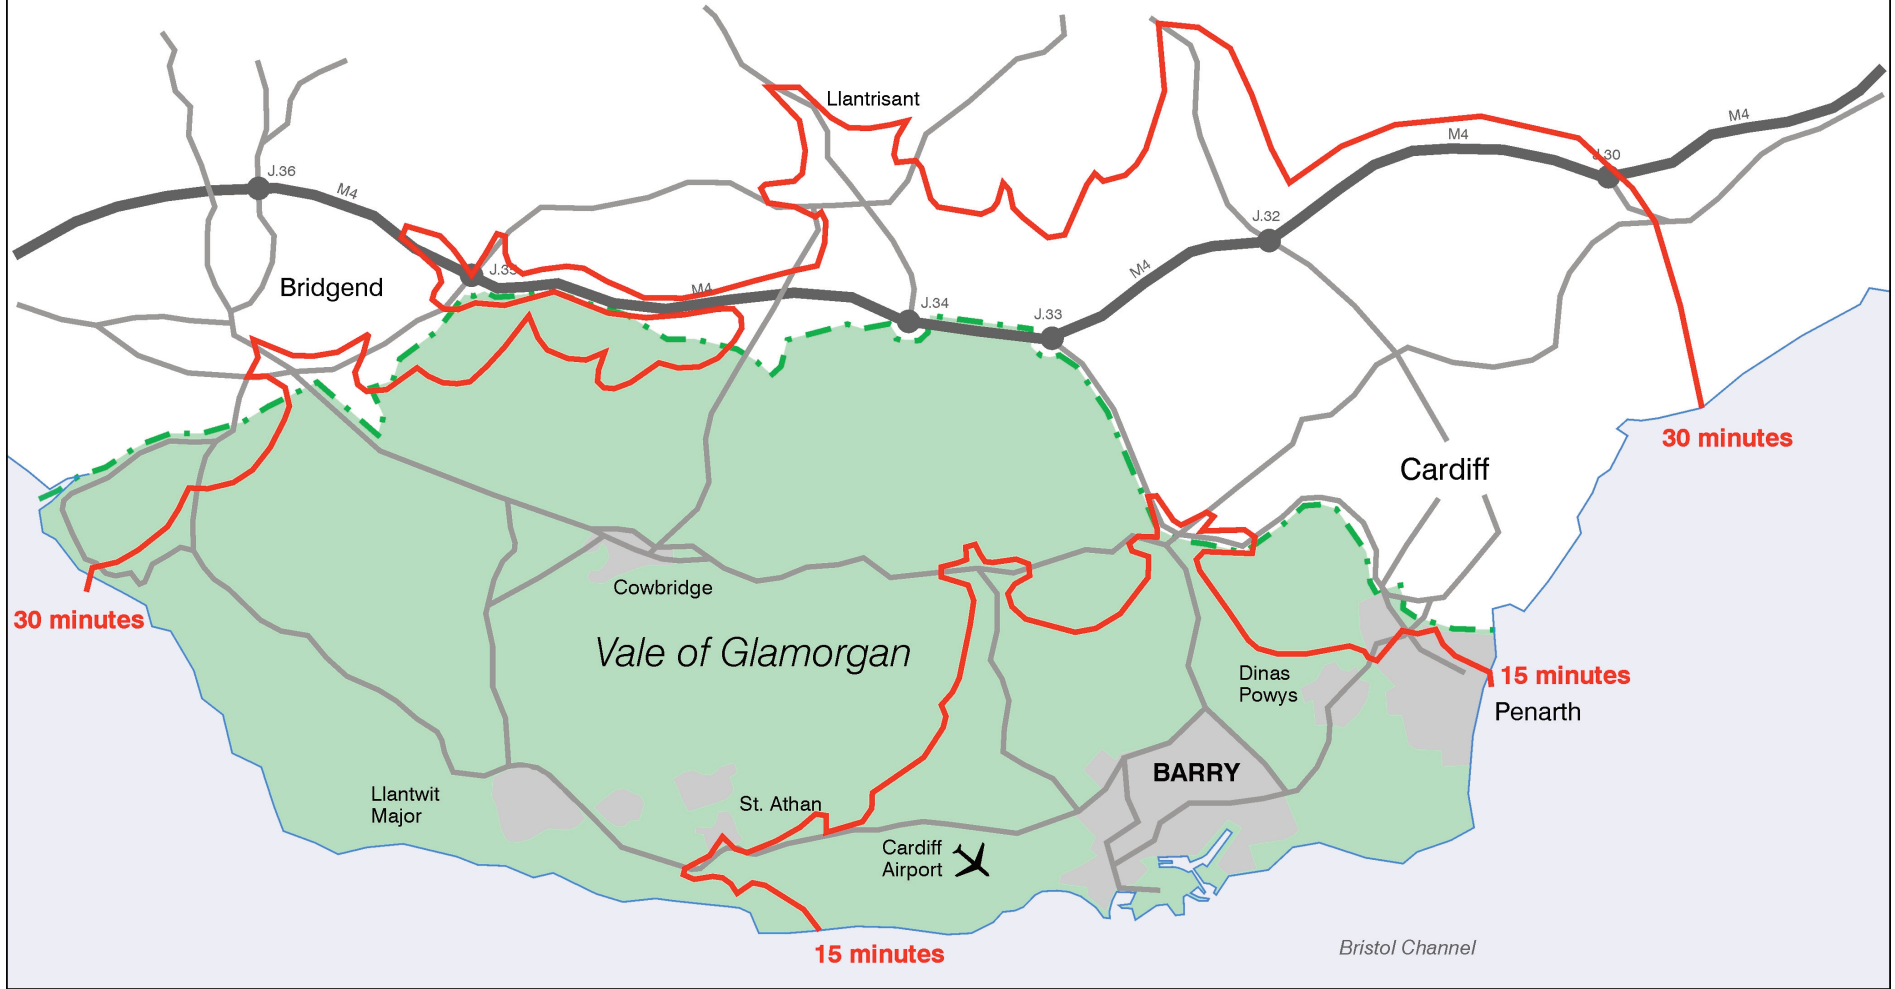 Llantrisant
M4
M4
J.30
J.36
M4
J.32
J.35
M4
Bridgend
M4
J.34
J.33
30 minutes
Cardiff
Cowbridge
30 minutes
Vale of Glamorgan
Dinas
Powys
15 minutes
Penarth
BARRY
Llantwit
Major
St. Athan
Cardiff
Airport
15 minutes
Bristol Channel